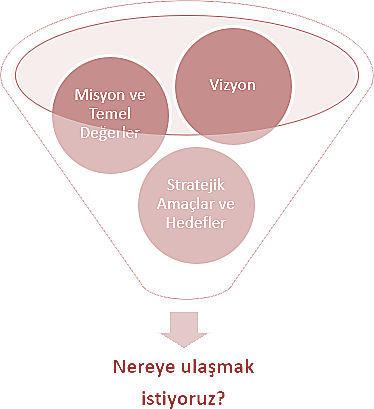 Misyon ve
Temel
Değerler
Vizyon
Stratejik
Amaçlar ve
Hedefler
Nereye ulaşmak
istiyoruz?